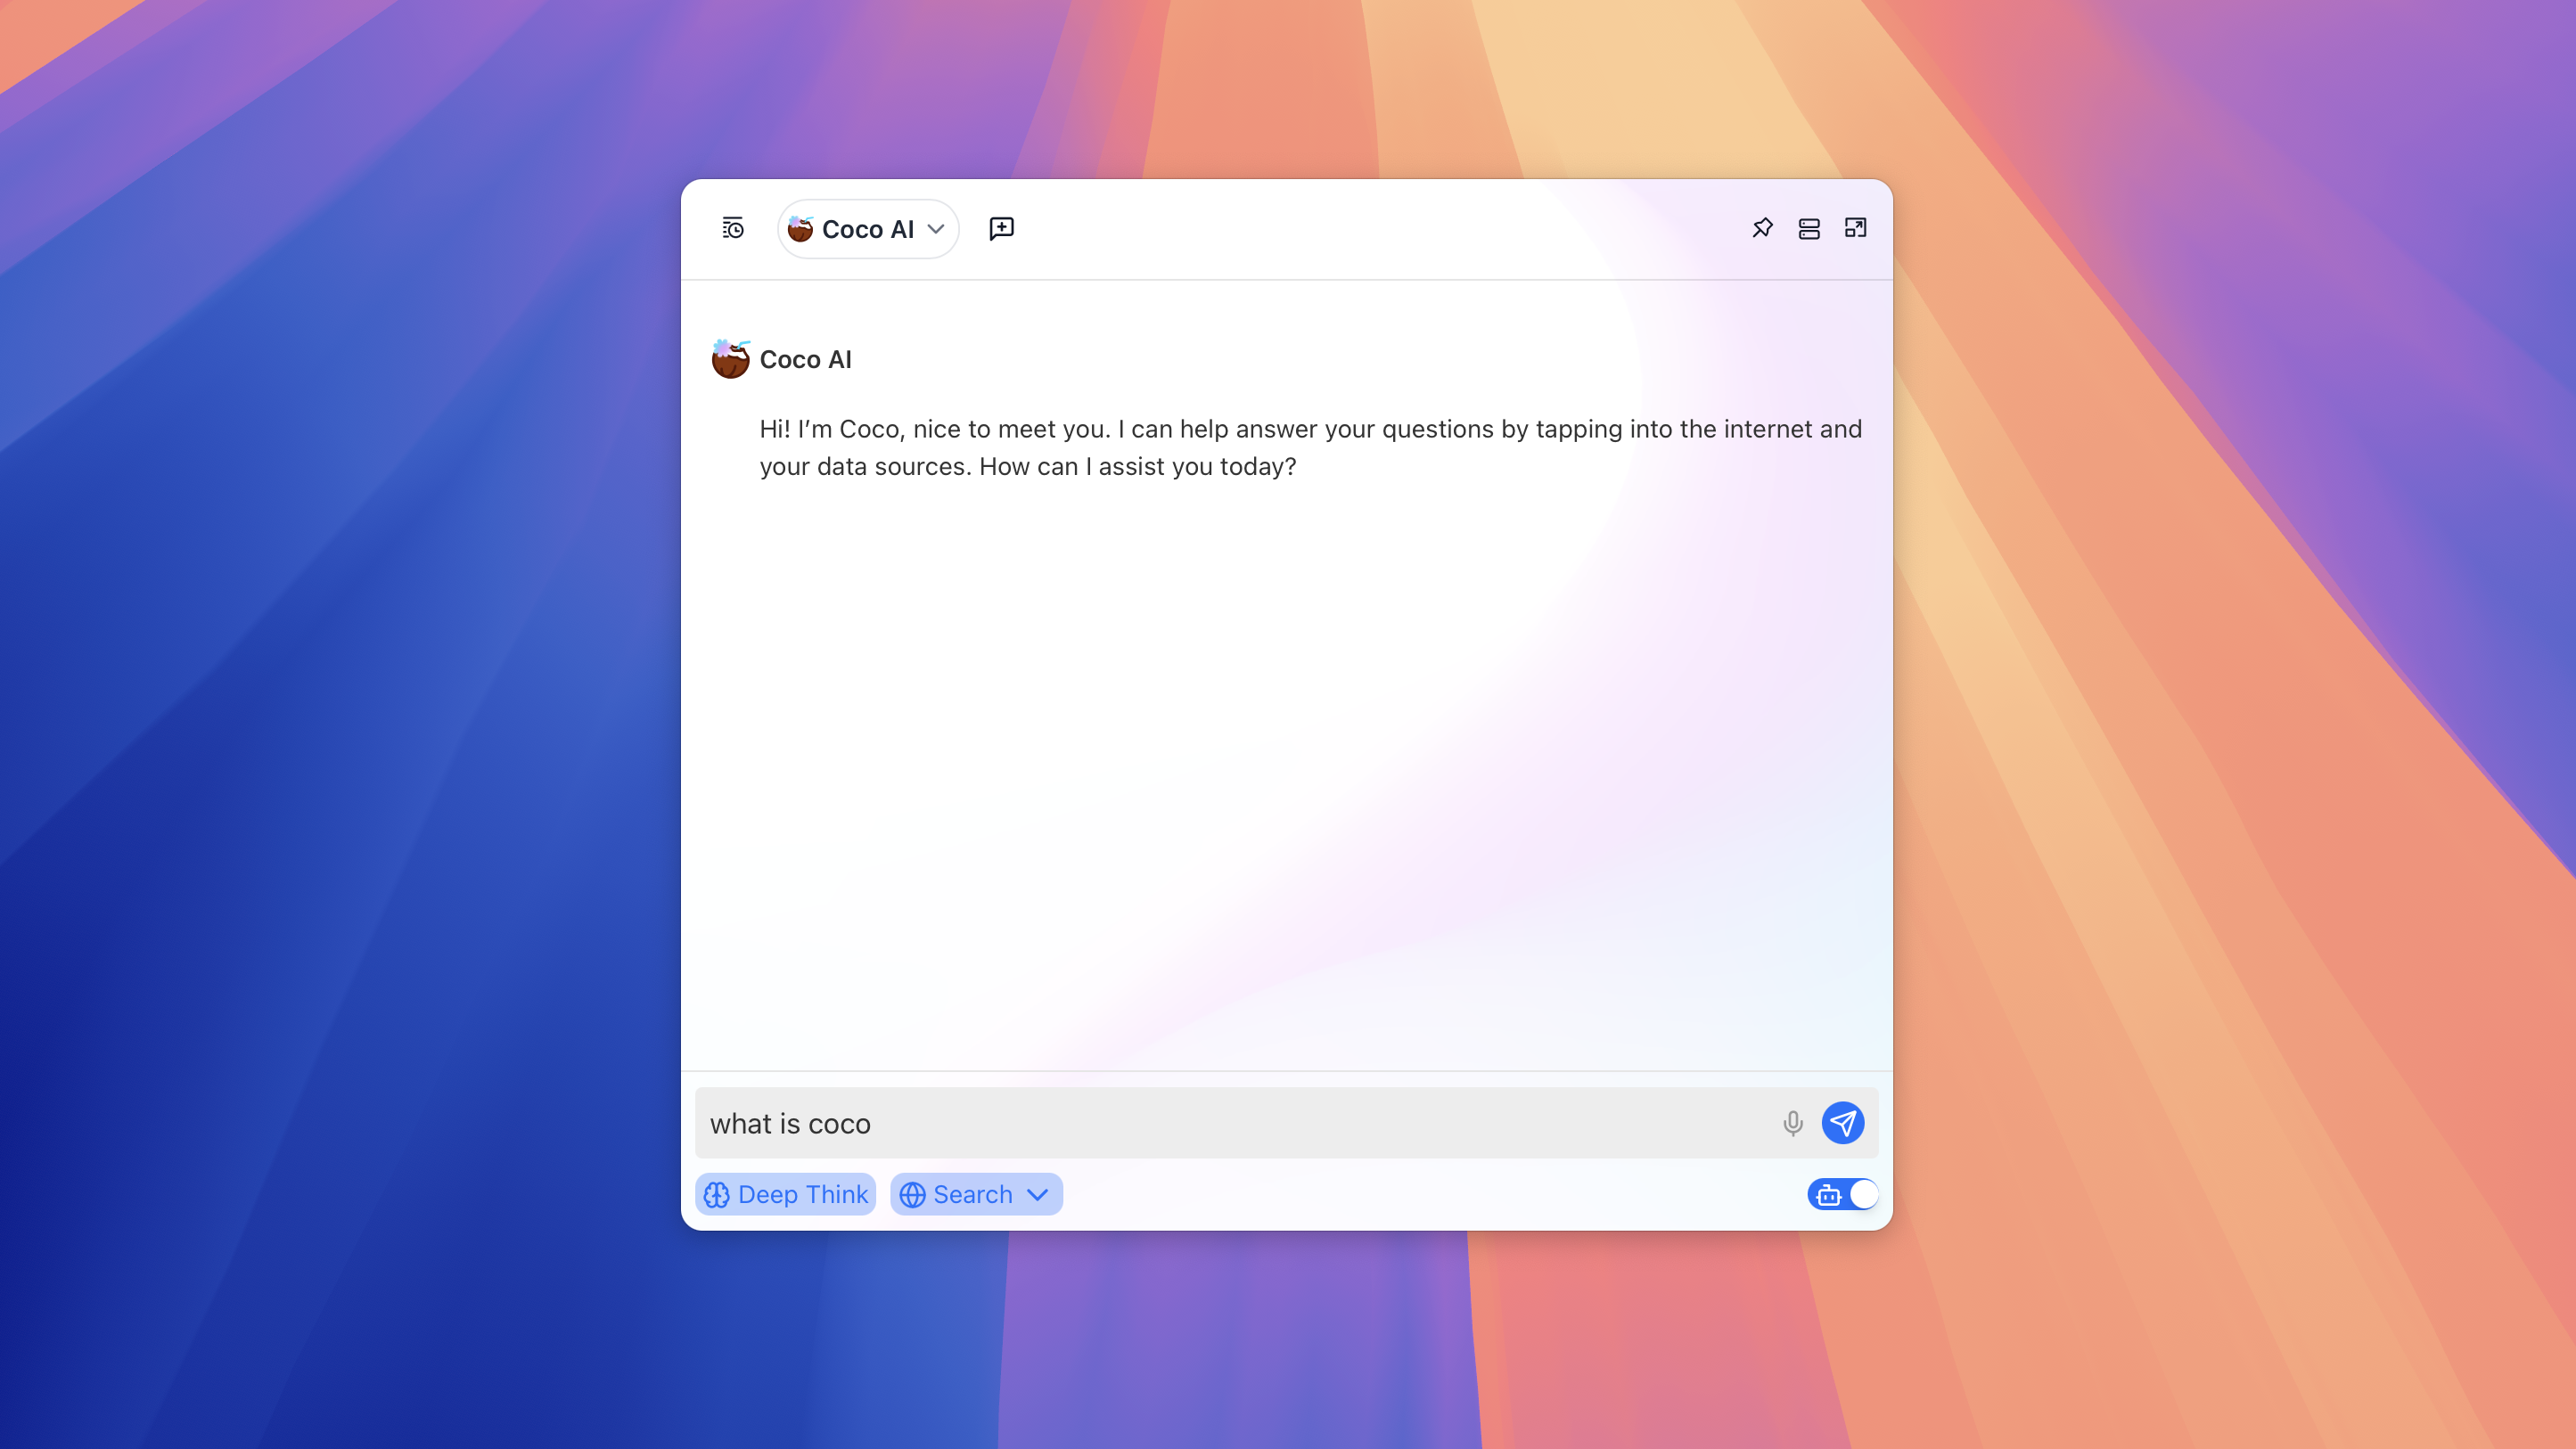 Coco AI
Coco AI
Hi! I’m Coco, nice to meet you. I can help answer your questions by tapping into the internet and
your data sources. How can I assist you today?
what is coco
Deep Think
Search